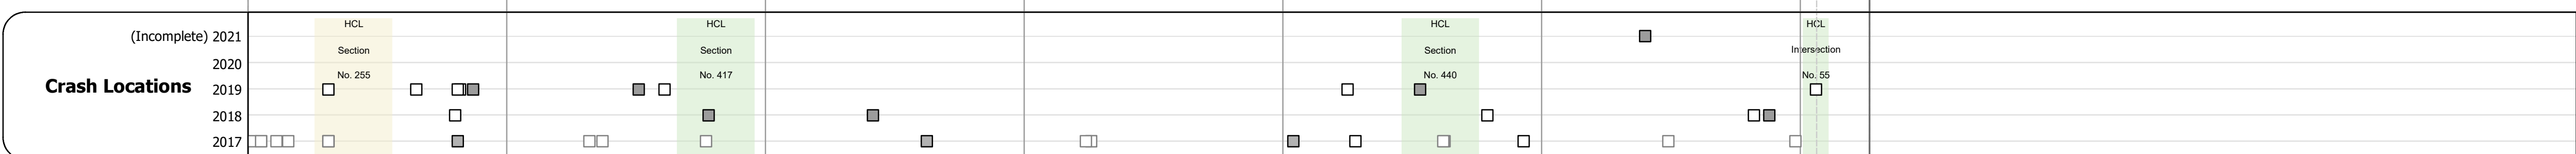 HCL HCL HCL HCL
(Incomplete) 2021
Section Section Section Intersection
2020
No. 255 No. 417 No. 440 No. 55
Crash Locations
2019
2018
2017